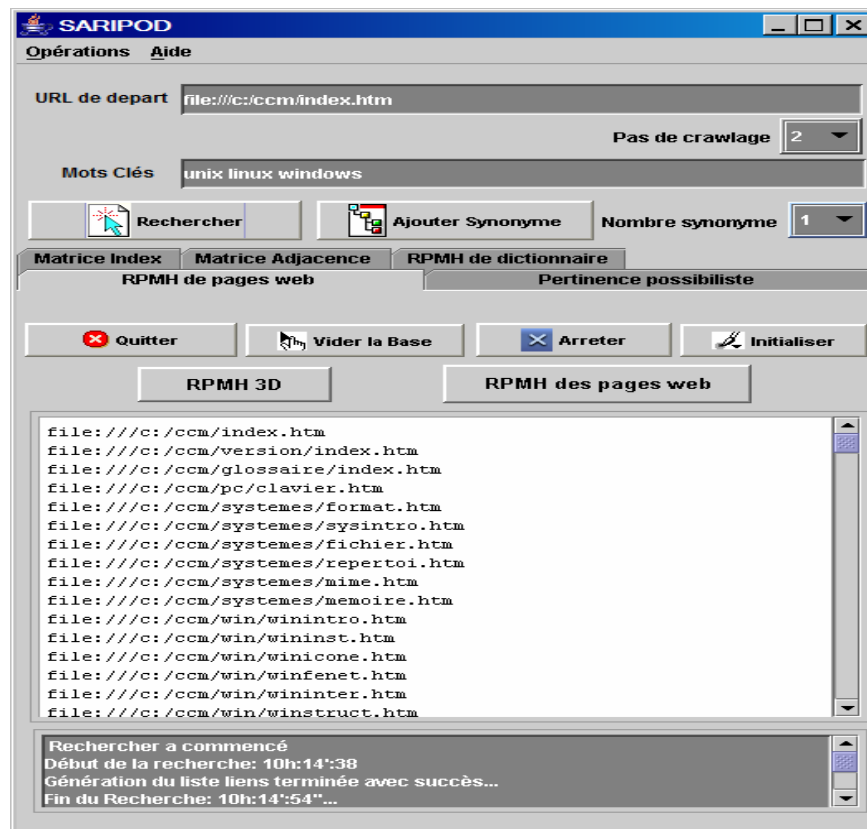 SARIPOD
Opérations Aide
URL de depart file:///c:/ccm/index.htm
Pas de crawlage 2
Mots Clés unix linux windows
Rechercher Ajouter Synonyme Nombre synonyme 1
Matrice Index Matrice Adjacence RPMH de dictionnaire
RPMH de pages web Pertinence possibiliste
Quitter Vider la Base Arreter Initialiser
RPMH 3D RPMH des pages web
file:///c:/ccm/index.htm
file:///c:/ccm/version/index.htm
file:///c:/ccm/glossaire/index.htm
file:///c:/ccm/pc/clavier.htm
file:///c:/ccm/systemes/format.htm
file:///c:/ccm/systemes/sysintro.htm
file:///c:/ccm/systemes/fichier.htm
file:///c:/ccm/systemes/repertoi.htm
file:///c:/ccm/systemes/mime.htm
file:///c:/ccm/systemes/memoire.htm
file:///c:/ccm/win/winintro.htm
file:///c:/ccm/win/wininst.htm
file:///c:/ccm/win/winicone.htm
file:///c:/ccm/win/winfenet.htm
file:///c:/ccm/win/wininter.htm
file:///c:/ccm/win/winstruct.htm
Rechercher a commencé
Début de la recherche: 10h:14':38
Génération du liste liens terminée avec succès...
Fin du Recherche: 10h:14':54"...